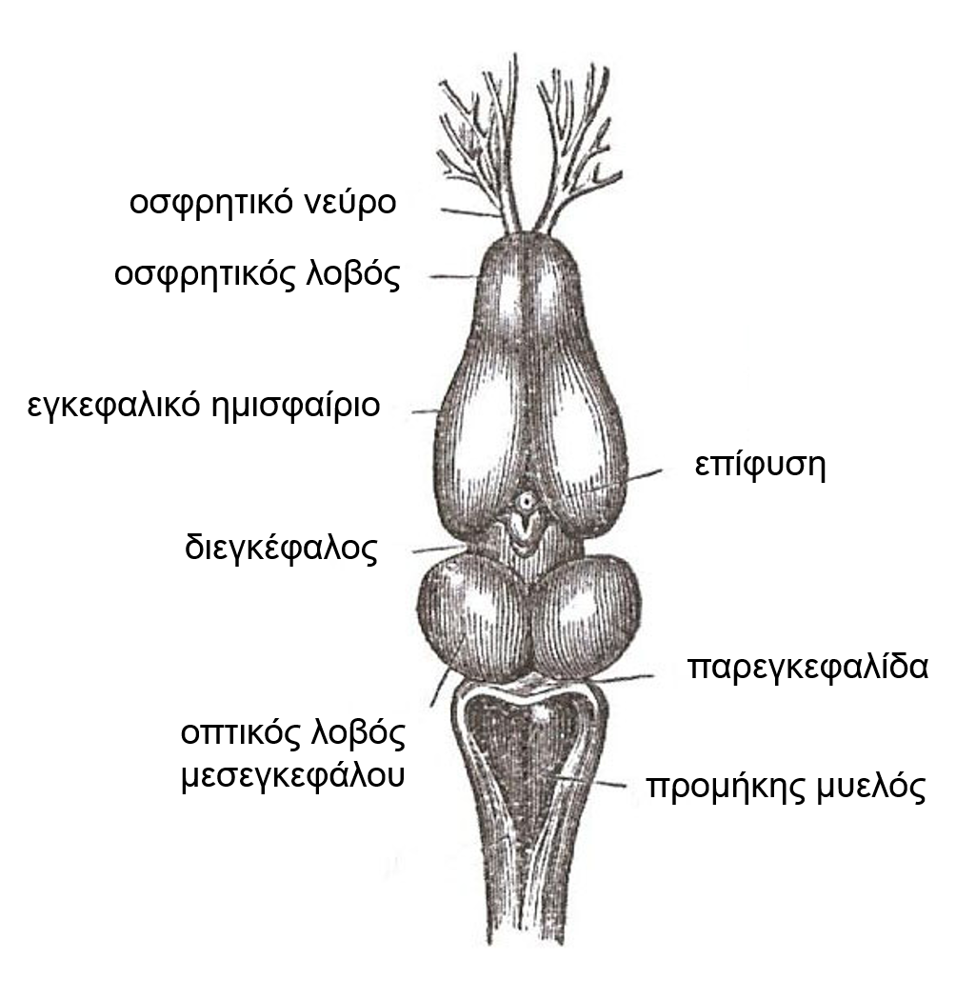 οσφρητικό νεύρο
οσφρητικός λοβός
εγκεφαλικό ημισφαίριο
επίφυση
διεγκέφαλος
παρεγκεφαλίδα
οπτικός λοβός
μεσεγκεφάλου
προμήκης μυελός